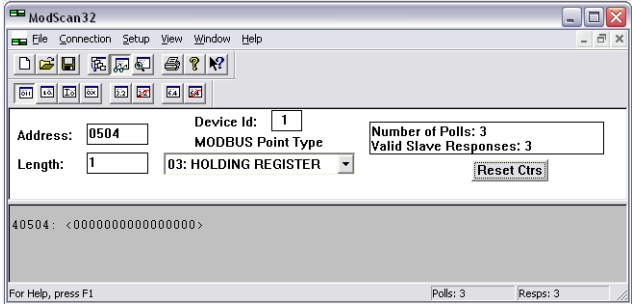 ModScan32
File Connection Setup View Window Help
Address: 0504
Device Id: 1
MODBUS Point Type
Length: 1
03: HOLDING REGISTER
Number of Polls: 3
Valid Slave Responses: 3
Reset Ctrs
40504: <0000000000000000>
For Help, press F1
Polls: 3
Resps: 3